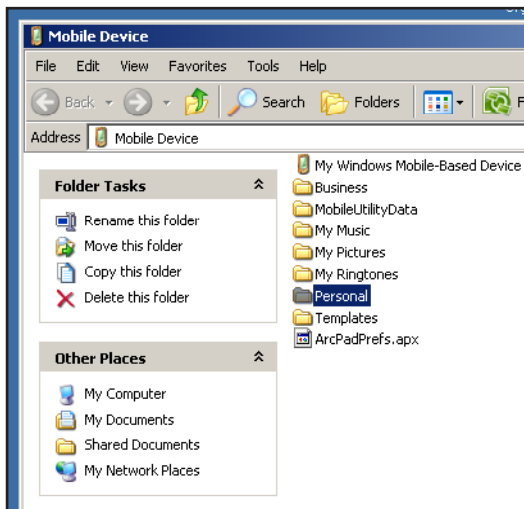 Mobile Device
File Edit View Favorites Tools Help
Back Search Folders F
Address Mobile Device
Folder Tasks
Rename this folder
Move this folder
Copy this folder
Delete this folder
Other Places
My Computer
My Documents
Shared Documents
My Network Places
My Windows Mobile-Based Device
Business
MobileUtilityData
My Music
My Pictures
My Ringtones
Personal
Templates
ArcPadPrefs.apx